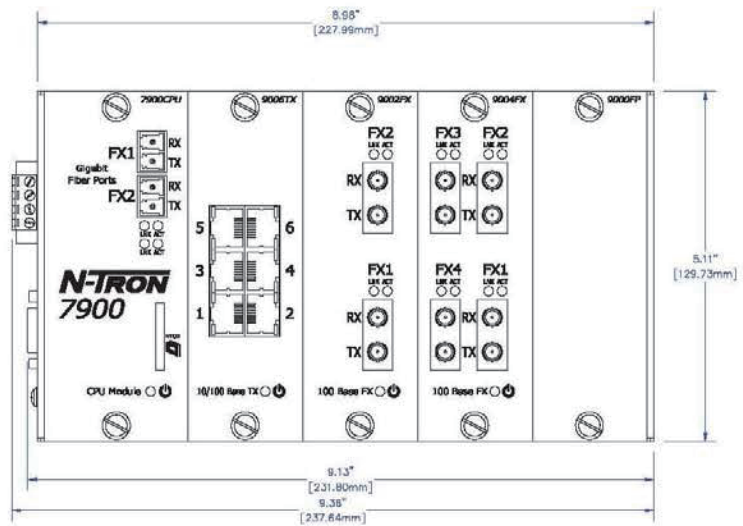 8.98"
[227.99mm]
7900CPU
9006TX
9002FX
9004FX
9000FP
FX1
RX
TX
Gigabit
Fiber Ports
FX2
RX
TX
LNK ACT
LNK ACT
N-TRON
7900
CPU Module
5 6
3 4
1 2
10/100 Base TX
FX2
LNK ACT
RX
TX
FX1
LNK ACT
RX
TX
100 Base FX
FX3 FX2
LNK ACT LNK ACT
RX
TX
FX4 FX1
LNK ACT LNK ACT
RX
TX
100 Base FX
5.11"
[129.73mm]
9.13"
[231.80mm]
9.36"
[237.64mm]